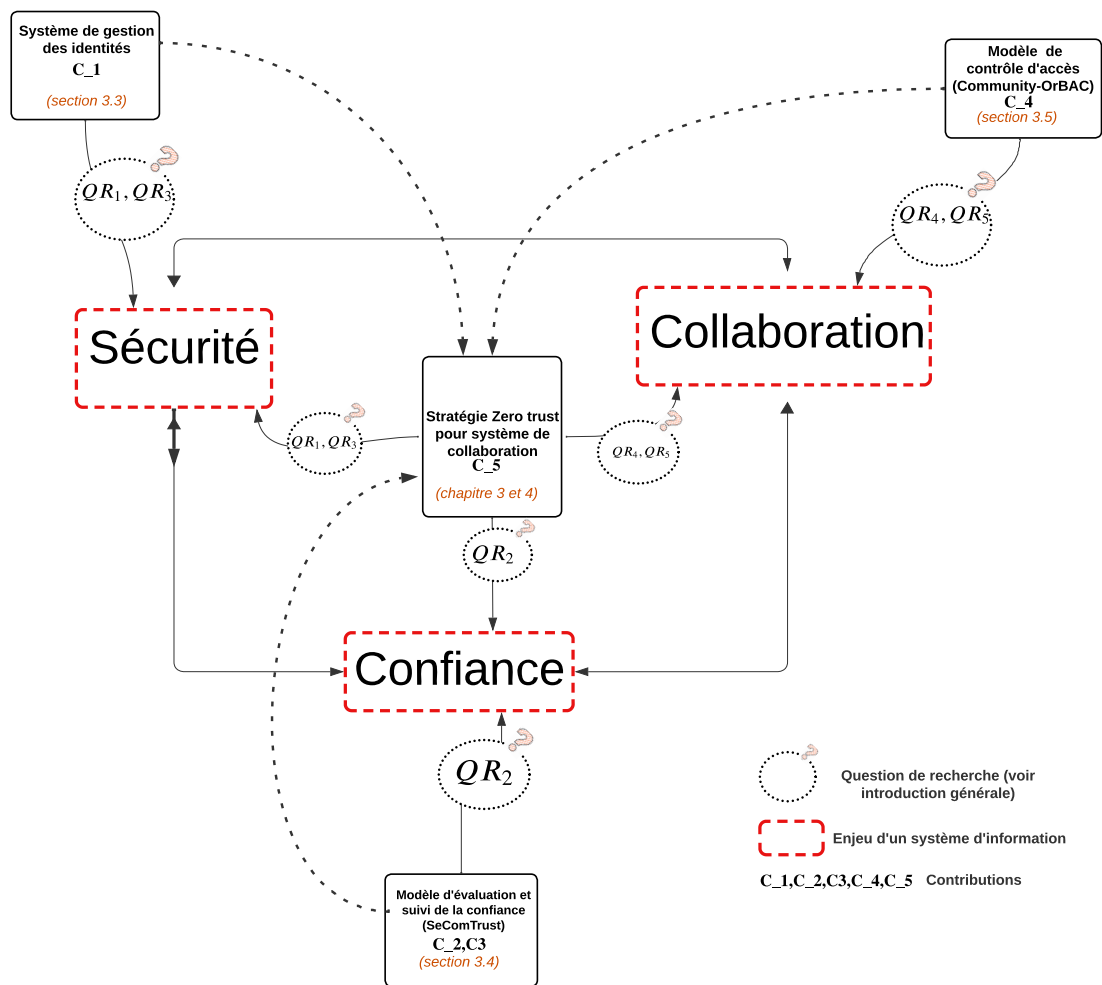 Système de gestion
des identités
C_1
(section 3.3)
Modèle de
contrôle d'accès
(Community-OrBAC)
C_4
(section 3.5)
QR1, QR3
QR4, QR5
Sécurité
Collaboration
QR1, QR3
Stratégie Zero trust
pour système de
collaboration
C_5
(chapitre 3 et 4)
QR4, QR5
QR2
Confiance
QR2
Modèle d'évaluation et
suivi de la confiance
(SeComTrust)
C_2,C3
(section 3.4)
Question de recherche (voir
introduction générale)
Enjeu d'un système d'information
C_1,C_2,C3,C_4,C_5 Contributions